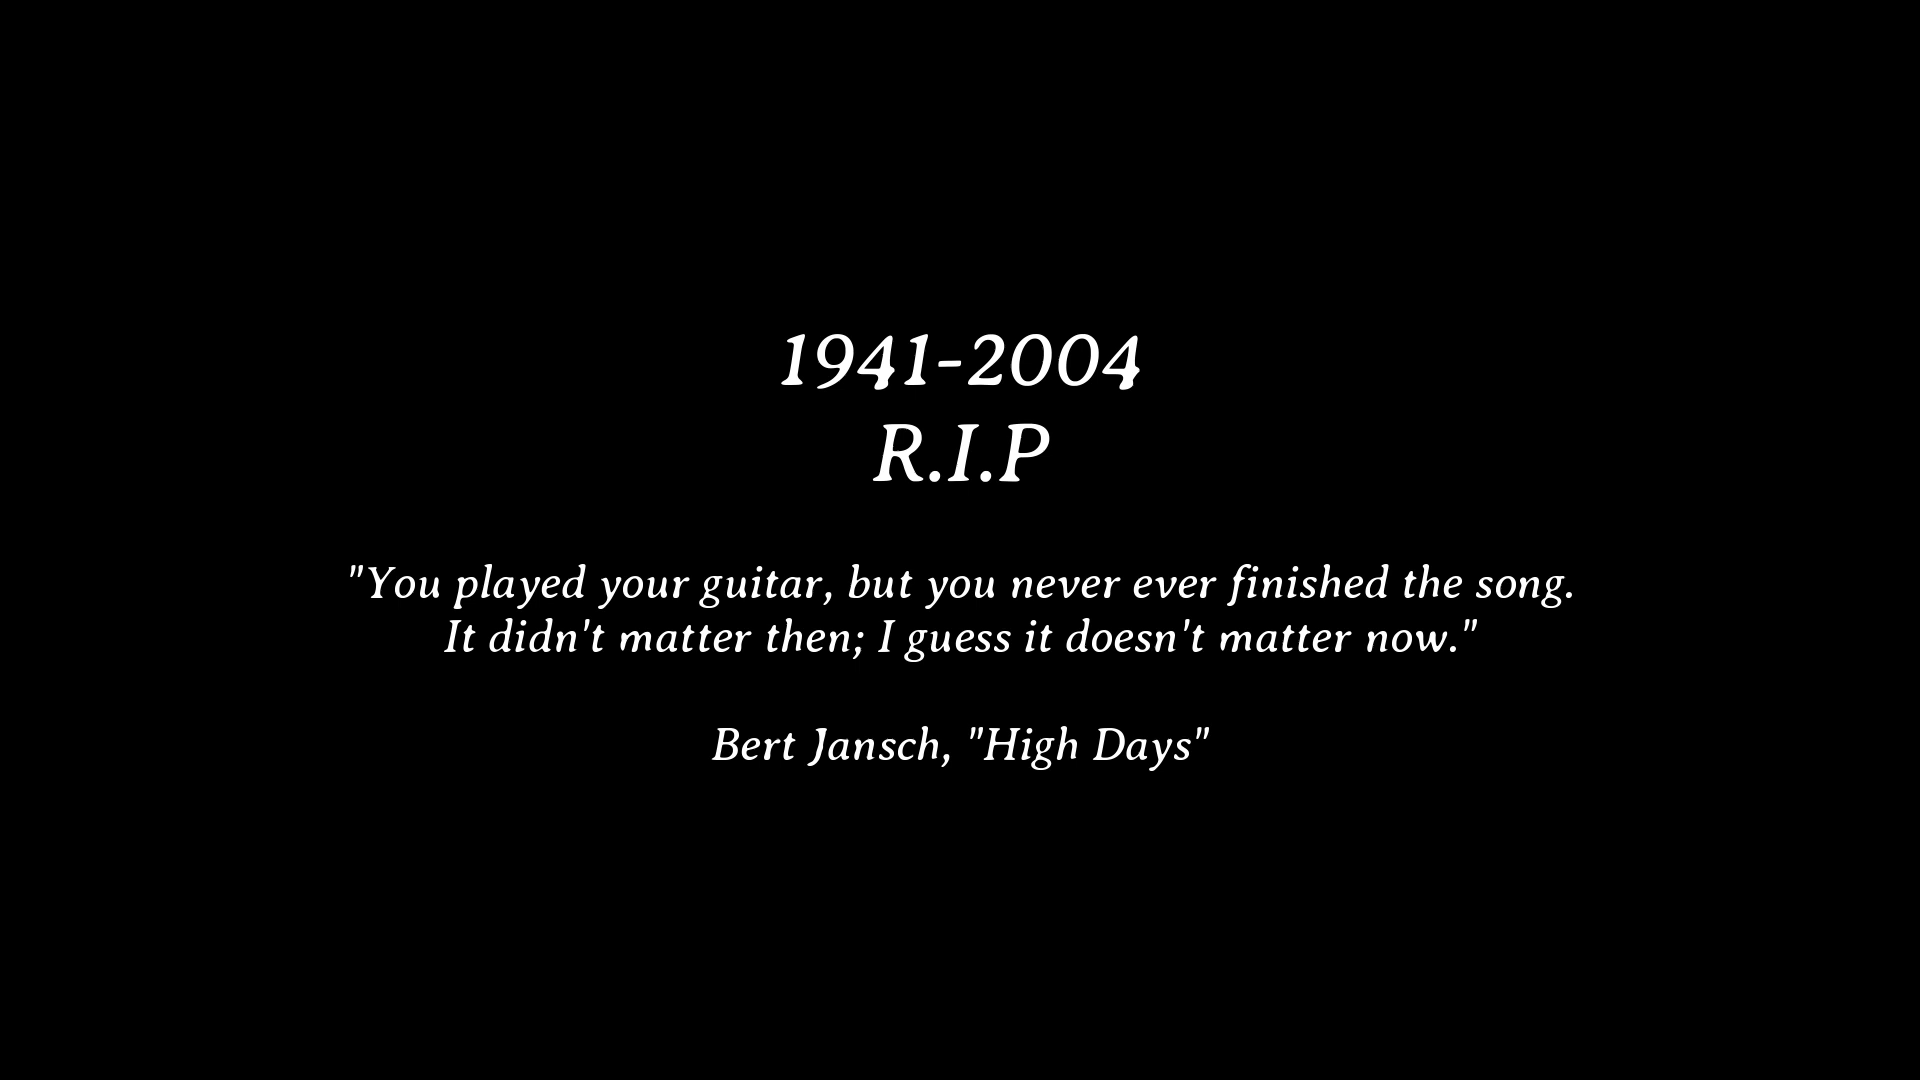 1941-2004
R.I.P
"You played your guitar, but you never ever finished the song.
It didn't matter then; I guess it doesn't matter now."
Bert Jansch, "High Days"